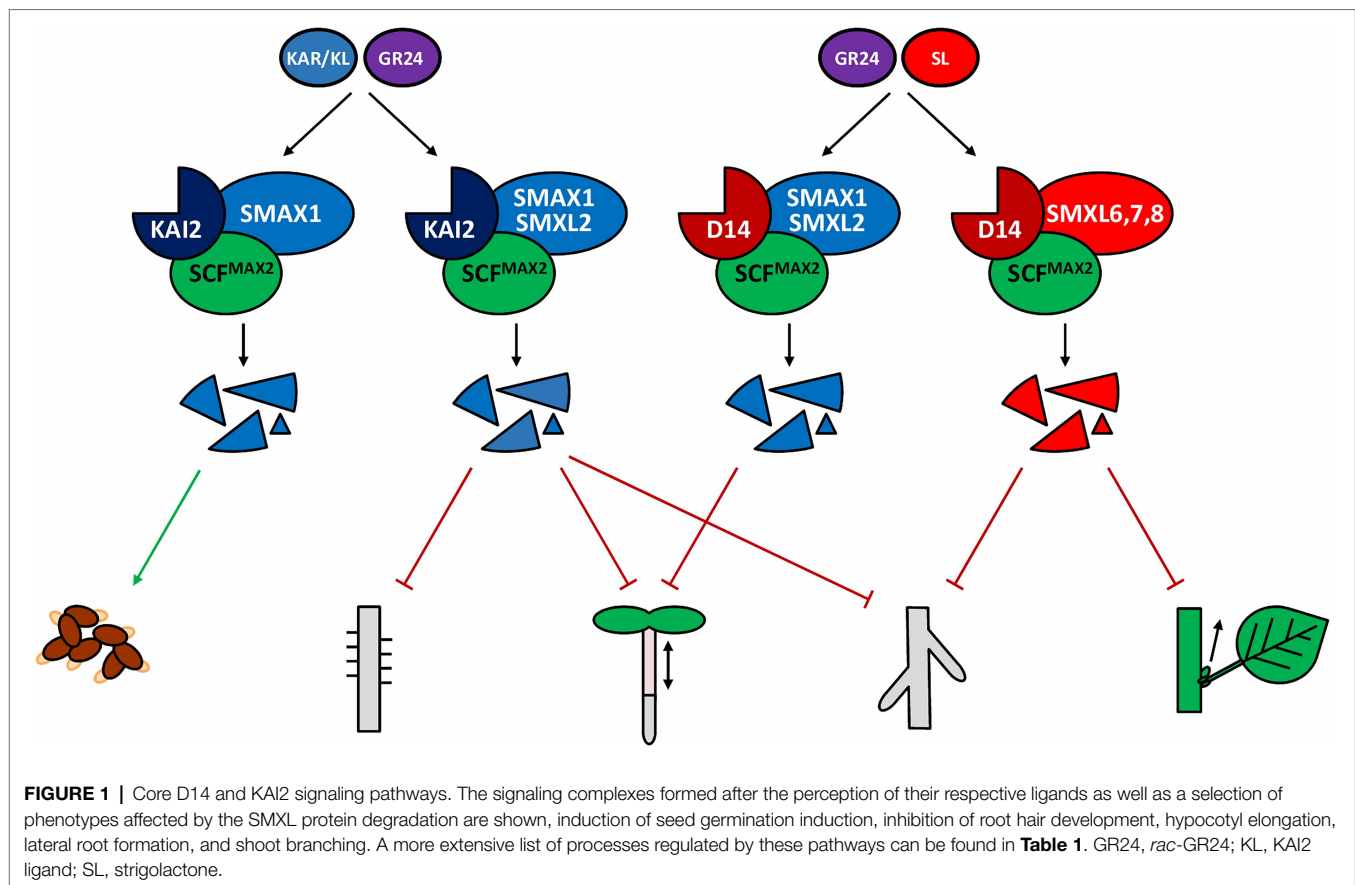 KAR/KL GR24 GR24 SL
KAI2 SMAX1 SCFMAX2
KAI2 SMAX1 SMXL2 SCFMAX2
D14 SMAX1 SMXL2 SCFMAX2
D14 SMXL6,7,8 SCFMAX2
FIGURE 1 | Core D14 and KAI2 signaling pathways. The signaling complexes formed after the perception of their respective ligands as well as a selection of
phenotypes affected by the SMXL protein degradation are shown, induction of seed germination induction, inhibition of root hair development, hypocotyl elongation,
lateral root formation, and shoot branching. A more extensive list of processes regulated by these pathways can be found in Table 1. GR24, rac-GR24; KL, KAI2
ligand; SL, strigolactone.